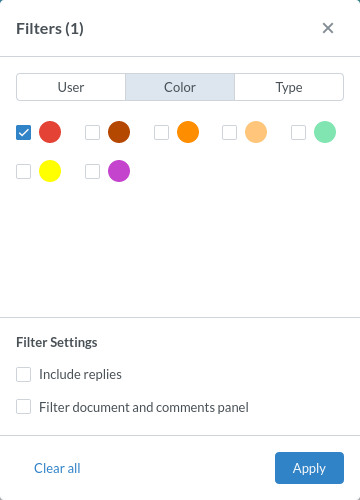 Filters (1)
User Color Type
Filter Settings
Include replies
Filter document and comments panel
Clear all Apply